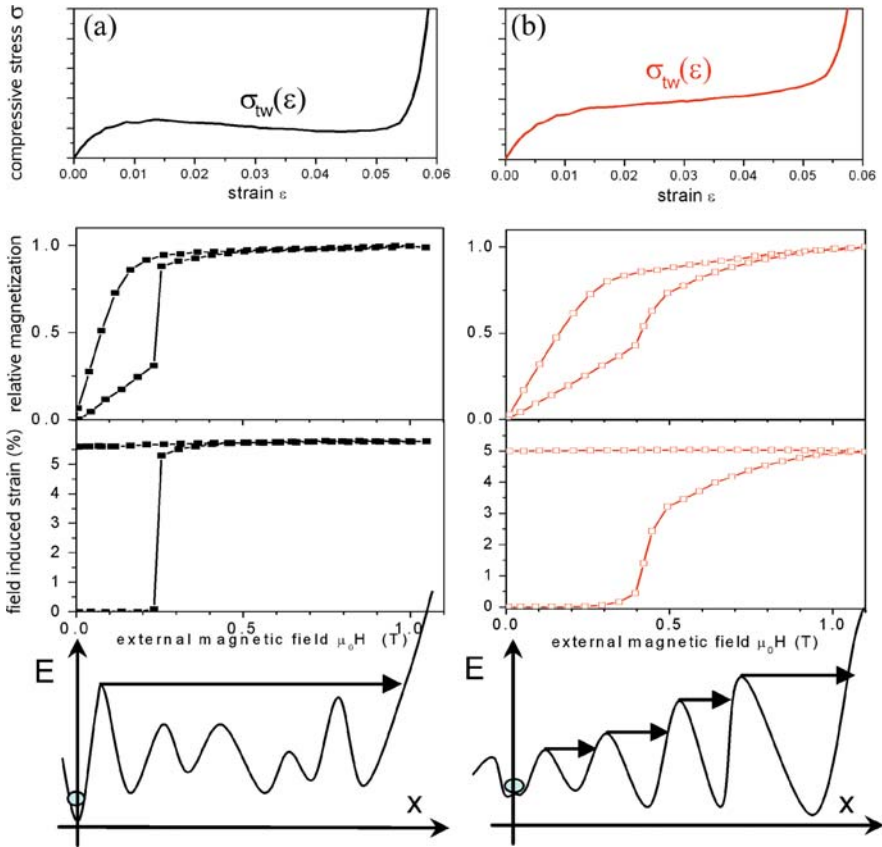 compressive stress σ
(a)
σtw(ε)
0.00 0.01 0.02 0.03 0.04 0.05 0.06
strain ε
(b)
σtw(ε)
0.00 0.01 0.02 0.03 0.04 0.05 0.06
strain ε
relative magnetization
1.0
0.5
0.0
1.0
0.5
0.0
field induced strain (%)
5
4
3
2
1
0
0.0 0.5 1.0
external magnetic field μ0H (T)
5
4
3
2
1
0
0.0 0.5 1.0
external magnetic field μ0H (T)
E
X
E
X